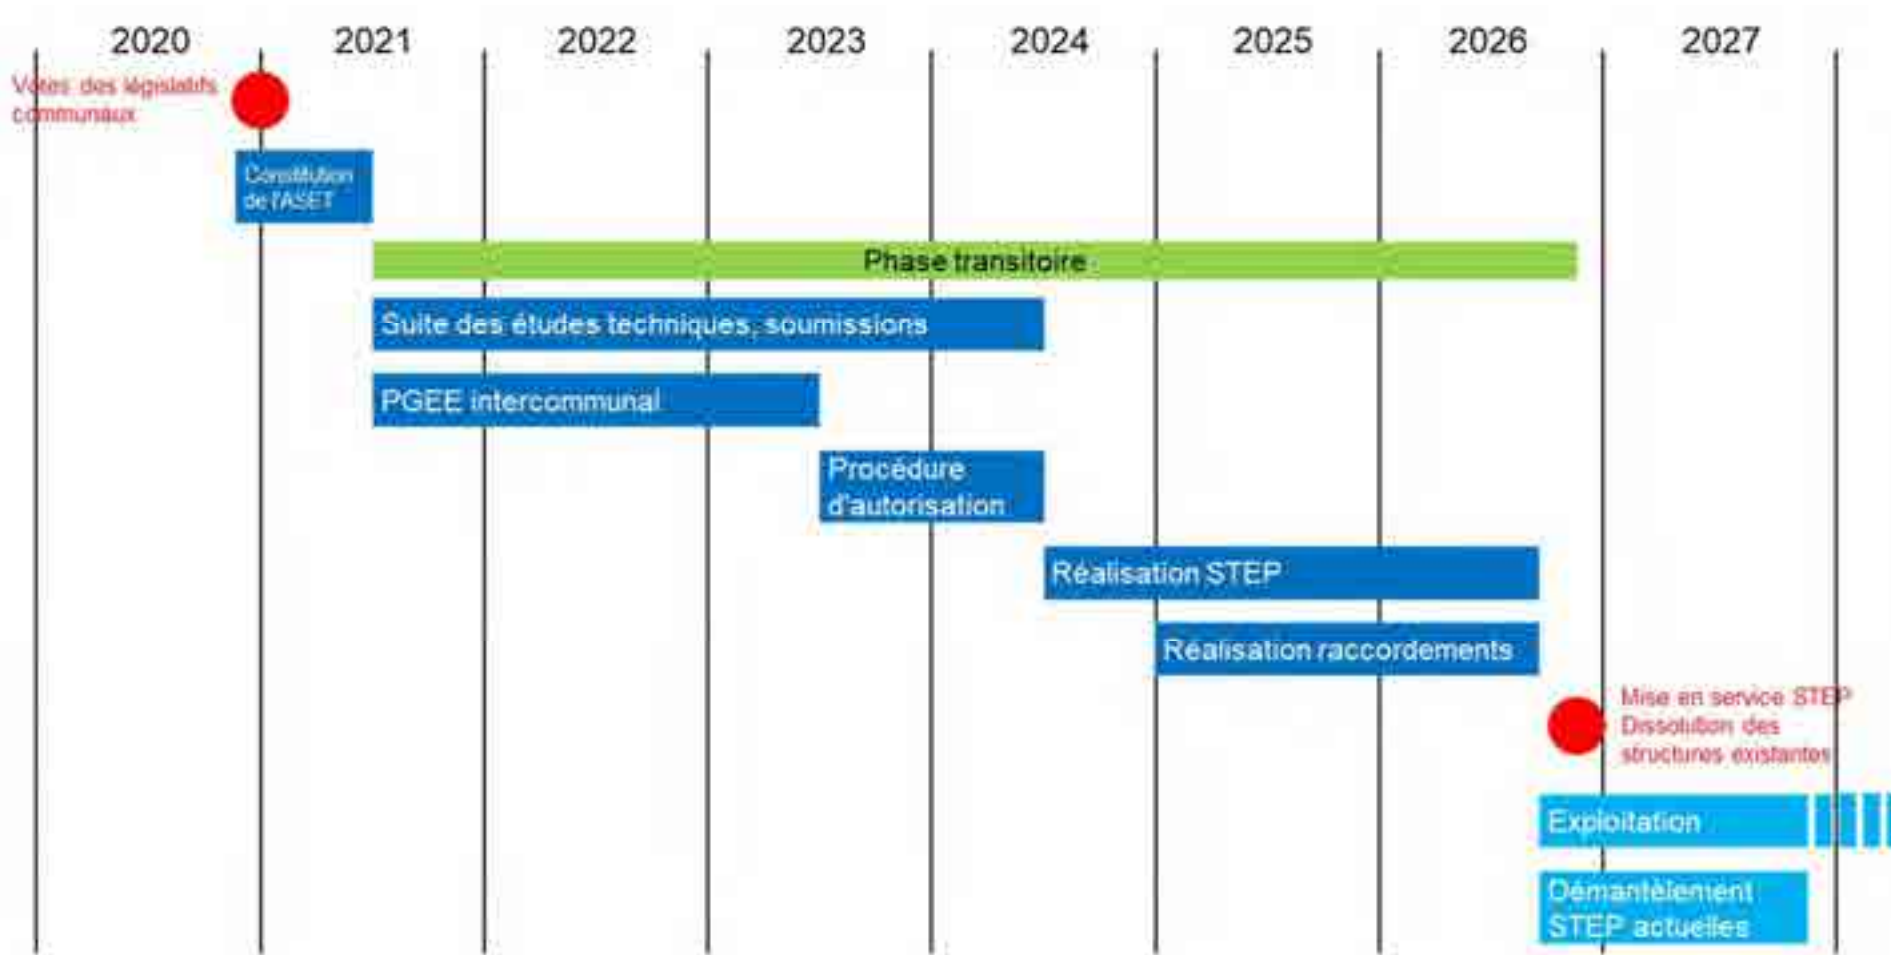 2020 2021 2022 2023 2024 2025 2026 2027
Votes des législatifs
communaux
Constitution
de l'ASET
Phase transitoire
Suite des études techniques, soumissions
PGEE intercommunal
Procédure
d'autorisation
Réalisation STEP
Réalisation raccordements
Mise en service STEP
Dissolution des
structures existantes
Exploitation
Démantèlement
STEP actuelles